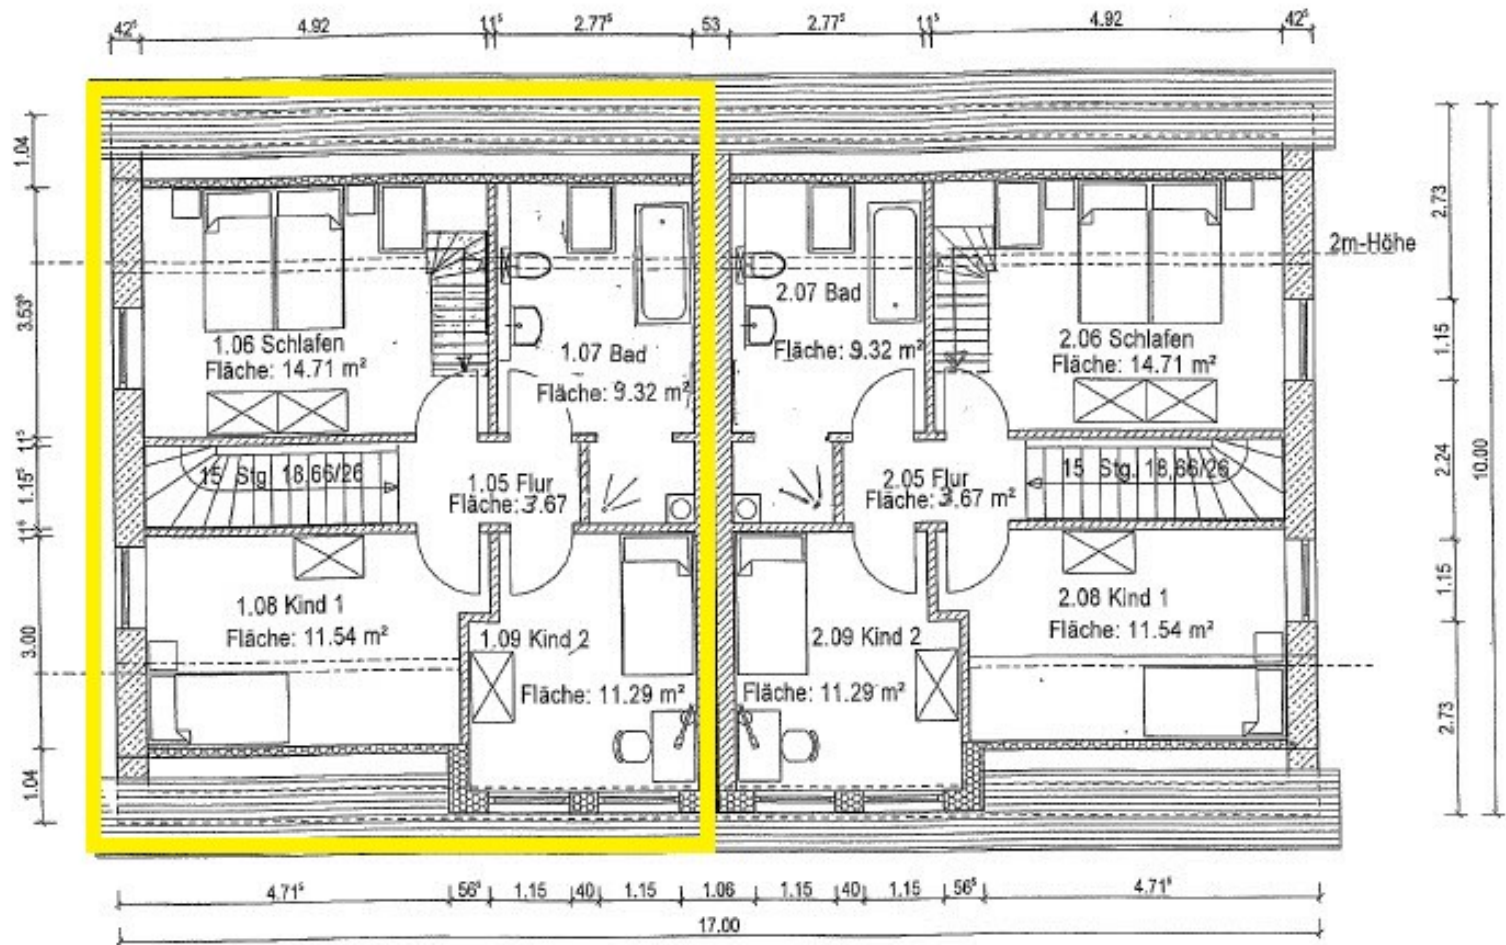 42⁵ 4.92 11⁵ 2.77⁵ 53 2.77⁵ 11⁵ 4.92 42⁵
1.04
3.53⁵
11⁵
1.15⁵
11⁵
3.00
1.04
2m-Höhe
1.06 Schlafen
Fläche: 14.71 m²
1.07 Bad
Fläche: 9.32 m²
2.07 Bad
Fläche: 9.32 m²
2.06 Schlafen
Fläche: 14.71 m²
15 Stg. 18,66/26
1.05 Flur
Fläche: 3.67
2.05 Flur
Fläche: 3.67 m²
15 Stg. 18,66/26
1.08 Kind 1
Fläche: 11.54 m²
1.09 Kind 2
Fläche: 11.29 m²
2.09 Kind 2
Fläche: 11.29 m²
2.08 Kind 1
Fläche: 11.54 m²
2.73
1.15
2.24
1.15
2.73
10.00
4.71⁵ 56⁵ 1.15 40 1.15 1.06 1.15 40 1.15 56⁵ 4.71⁵
17.00